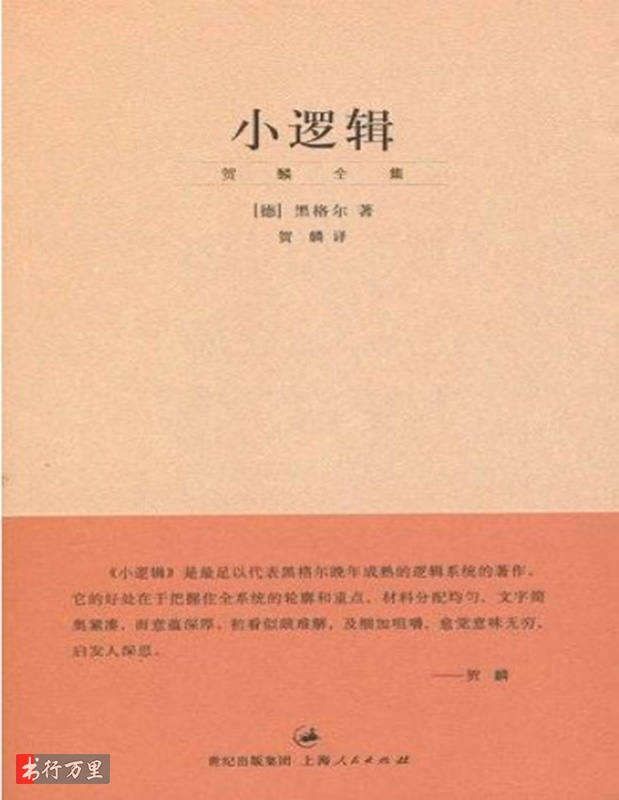 小逻辑
贺麟全集
[德] 黑格尔 著
贺 麟 译
《小逻辑》是最足以代表黑格尔晚年成熟的逻辑系统的著作。
它的好处在于把握住全系统的轮廓和重点,材料分配均匀,文字简
奥紧凑,而意蕴深厚,初看似颇难解,及细加咀嚼,愈觉意味无穷,
启发人深思。
——贺 麟
世纪出版集团 上海人民出版社
书行万里